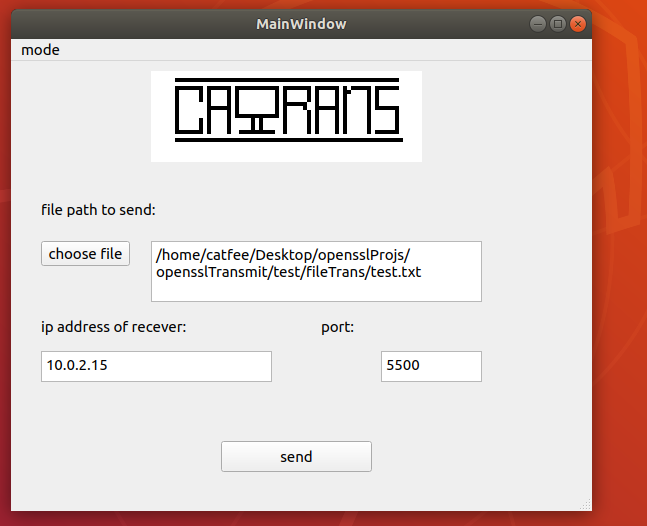 MainWindow
mode
CATRANS
file path to send:
choose file
/home/catfee/Desktop/opensslProjs/
opensslTransmit/test/fileTrans/test.txt
ip address of recever:
port:
10.0.2.15
5500
send